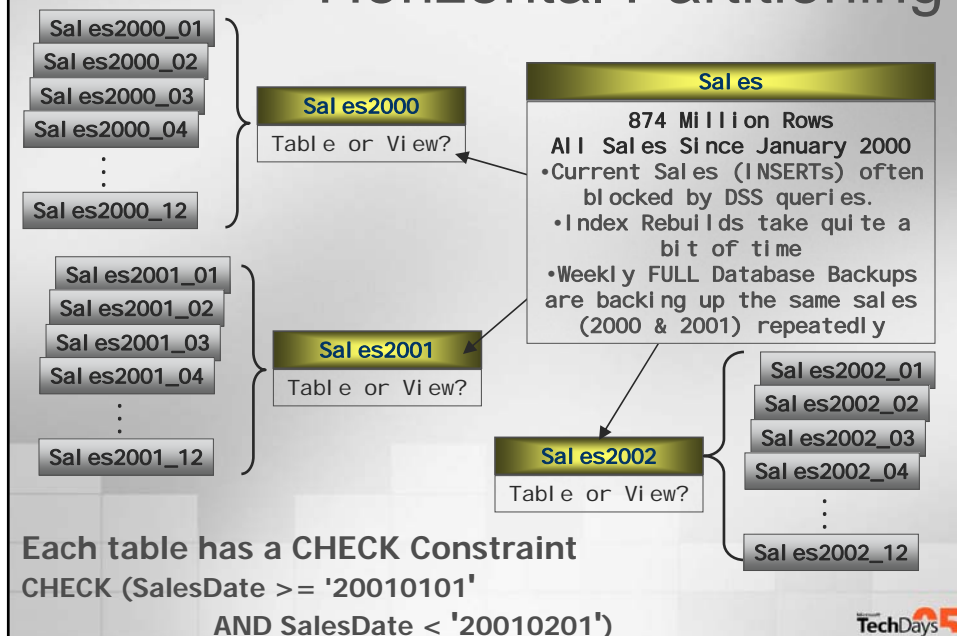 Horizontal Partitioning
Sales2000_01
Sales2000_02
Sales2000_03
Sales2000_04
Sales2000_12
Sales2000
Table or View?
Sales
874 Million Rows
All Sales Since January 2000
•Current Sales (INSERTs) often
blocked by DSS queries.
•Index Rebuilds take quite a
bit of time
•Weekly FULL Database Backups
are backing up the same sales
(2000 & 2001) repeatedly
Sales2001_01
Sales2001_02
Sales2001_03
Sales2001_04
Sales2001_12
Sales2001
Table or View?
Sales2002
Table or View?
Sales2002_01
Sales2002_02
Sales2002_03
Sales2002_04
Sales2002_12
Each table has a CHECK Constraint
CHECK (SalesDate >= '20010101'
AND SalesDate < '20010201')
TechDays05